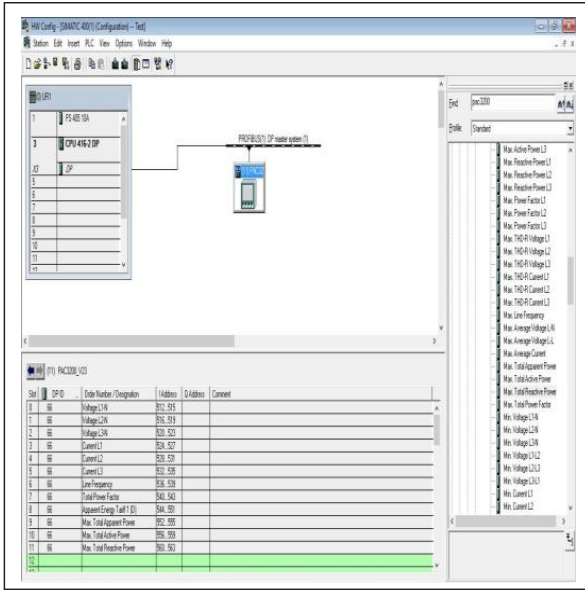 HW Config - [SIMATIC 400(1) (Configuration) -- Test]
Station Edit Insert PLC View Options Window Help
(0) UR1
1 PS 405 10A
3 CPU 416-2 DP
X3 DP
5
6
7
8
9
10
11
PROFIBUS(1): DP master system (1)
(11) PAC32
Find: pac3200
Profile: Standard
Max. Active Power L3
Max. Reactive Power L1
Max. Reactive Power L2
Max. Reactive Power L3
Max. Power Factor L1
Max. Power Factor L2
Max. Power Factor L3
Max. THD-R Voltage L1
Max. THD-R Voltage L2
Max. THD-R Voltage L3
Max. THD-R Current L1
Max. THD-R Current L2
Max. THD-R Current L3
Max. Line Frequency
Max. Average Voltage L-N
Max. Average Voltage L-L
Max. Average Current
Max. Total Apparent Power
Max. Total Active Power
Max. Total Reactive Power
Max. Total Power Factor
Min. Voltage L1-N
Min. Voltage L2-N
Min. Voltage L3-N
Min. Voltage L1-L2
Min. Voltage L2-L3
Min. Voltage L3-L1
Min. Current L1
Min. Current L2
(11) PAC3200_V23
Slot DP ID ... Order Number / Designation I Address Q Address Comment
0 66 Voltage L1-N 512...515
1 66 Voltage L2-N 516...519
2 66 Voltage L3-N 520...523
3 66 Current L1 524...527
4 66 Current L2 528...531
5 66 Current L3 532...535
6 66 Line Frequency 536...539
7 66 Total Power Factor 540...543
8 66 Apparent Energy Tariff 1 (D) 544...551
9 66 Max. Total Apparent Power 552...555
10 66 Max. Total Active Power 556...559
11 66 Max. Total Reactive Power 560...563
12